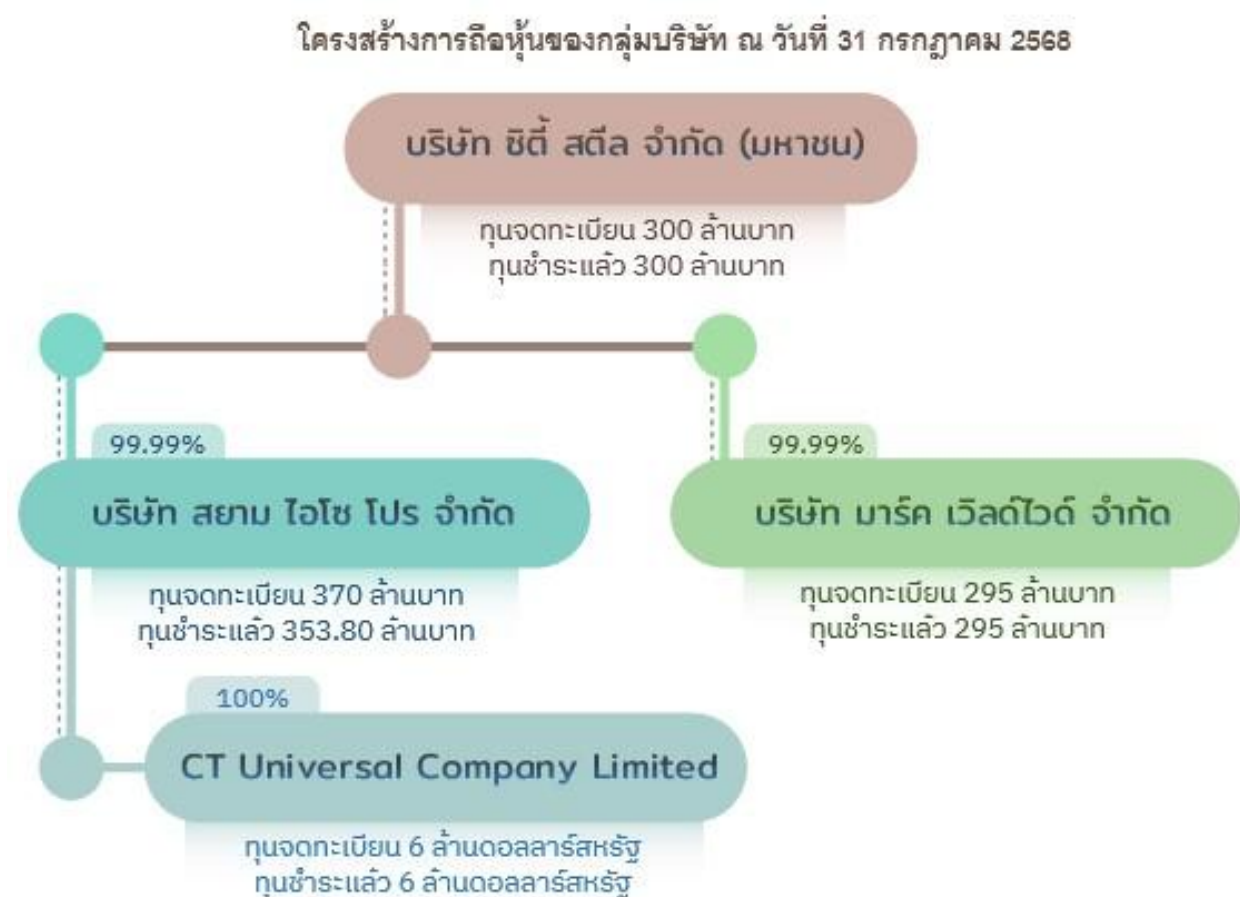 โครงสร้างการถือหุ้นของกลุ่มบริษัท ณ วันที่ 31 กรกฎาคม 2568
บริษัท ซิตี้ สตีล จำกัด (มหาชน)
ทุนจดทะเบียน 300 ล้านบาท
ทุนชำระแล้ว 300 ล้านบาท
99.99%
บริษัท สยาม ไอโซ โปร จำกัด
ทุนจดทะเบียน 370 ล้านบาท
ทุนชำระแล้ว 353.80 ล้านบาท
99.99%
บริษัท มาร์ค เวิลด์ไวด์ จำกัด
ทุนจดทะเบียน 295 ล้านบาท
ทุนชำระแล้ว 295 ล้านบาท
100%
CT Universal Company Limited
ทุนจดทะเบียน 6 ล้านดอลลาร์สหรัฐ
ทุนชำระแล้ว 6 ล้านดอลลาร์สหรัฐ